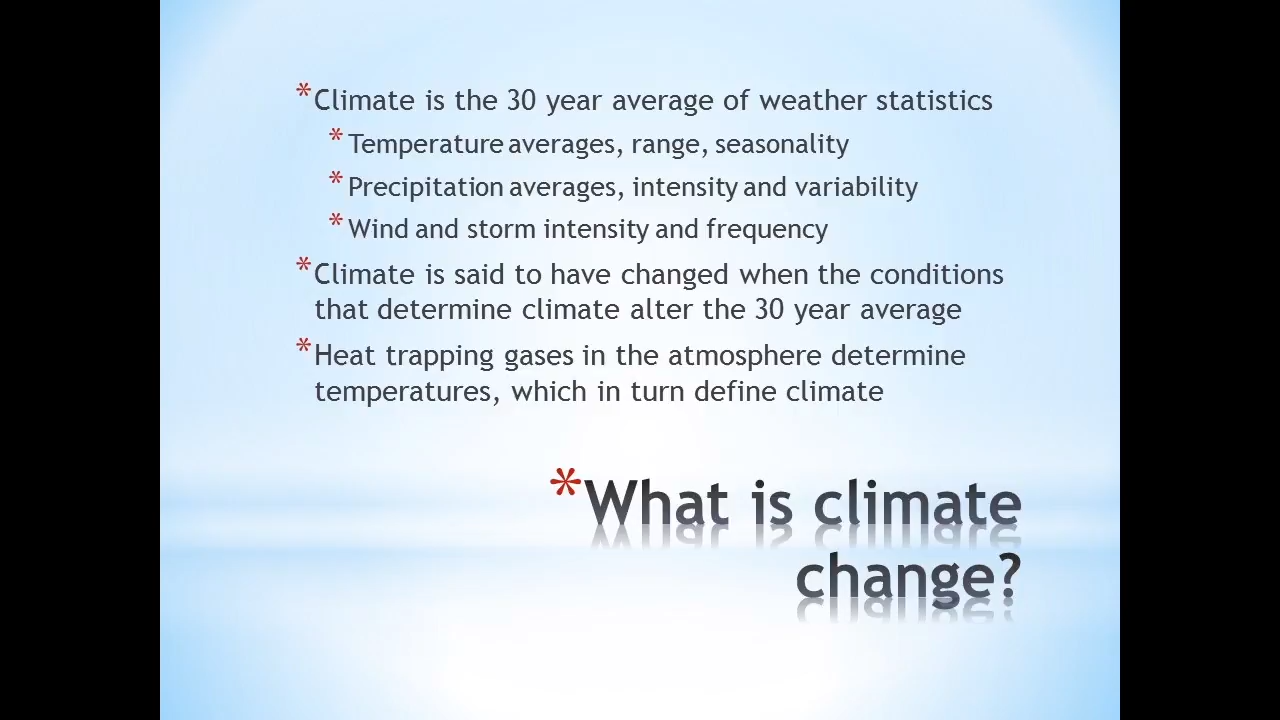 * Climate is the 30 year average of weather statistics
* Temperature averages, range, seasonality
* Precipitation averages, intensity and variability
* Wind and storm intensity and frequency
* Climate is said to have changed when the conditions
that determine climate alter the 30 year average
* Heat trapping gases in the atmosphere determine
temperatures, which in turn define climate
* What is climate
change?